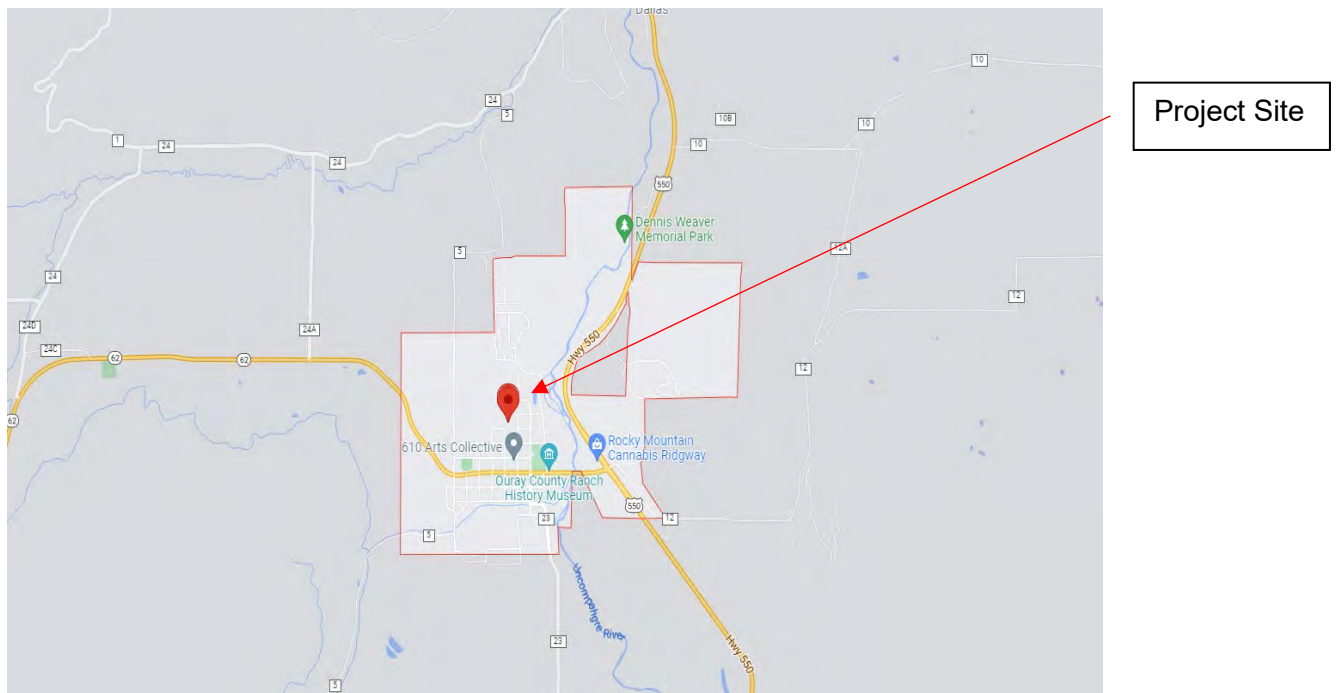 Dallas
10
24
5
10B
10
Project Site
1
24
24
10
550
Dennis Weaver
Memorial Park
5
12A
24
12
24D
24A
Hwy 550
24C
62
62
12
62
610 Arts Collective
Rocky Mountain
Cannabis Ridgway
Ouray County Ranch
History Museum
550
23
12
5
Uncompahgre River
23
Hwy 550
5